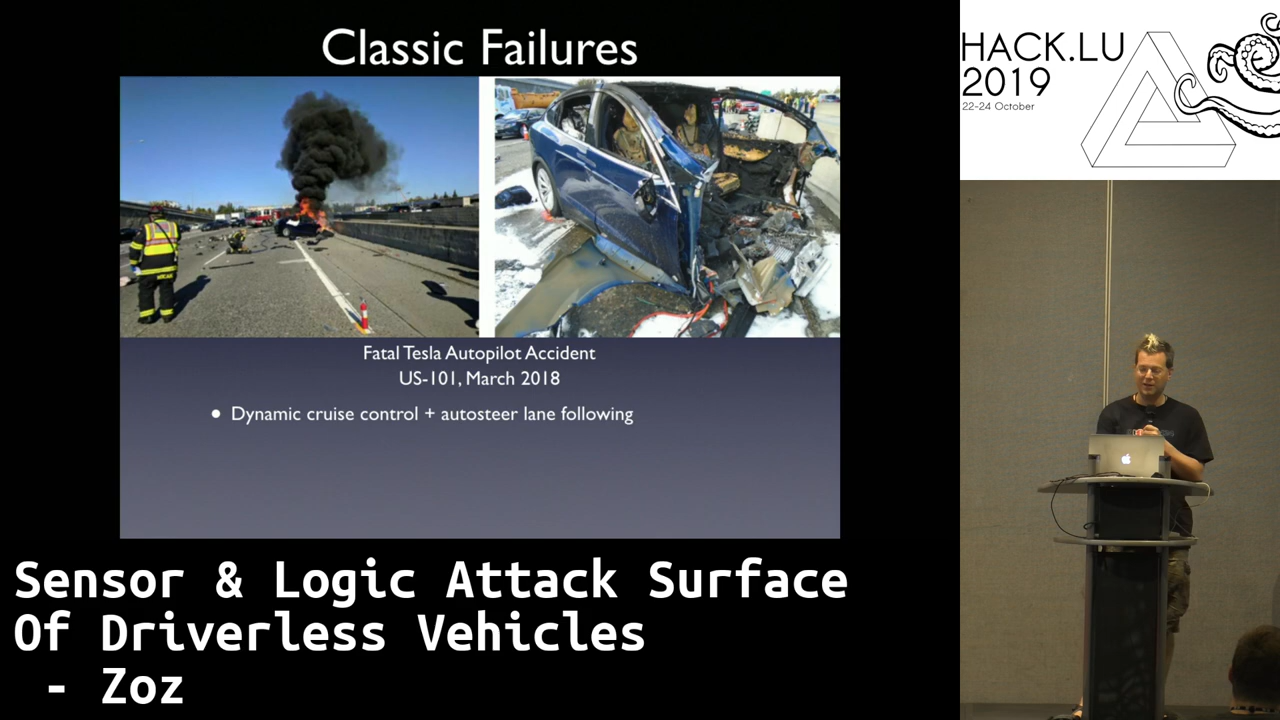 Classic Failures
Fatal Tesla Autopilot Accident
US-101, March 2018
• Dynamic cruise control + autosteer lane following
HACK.LU
2019
22-24 October
Sensor & Logic Attack Surface
Of Driverless Vehicles
- Zoz